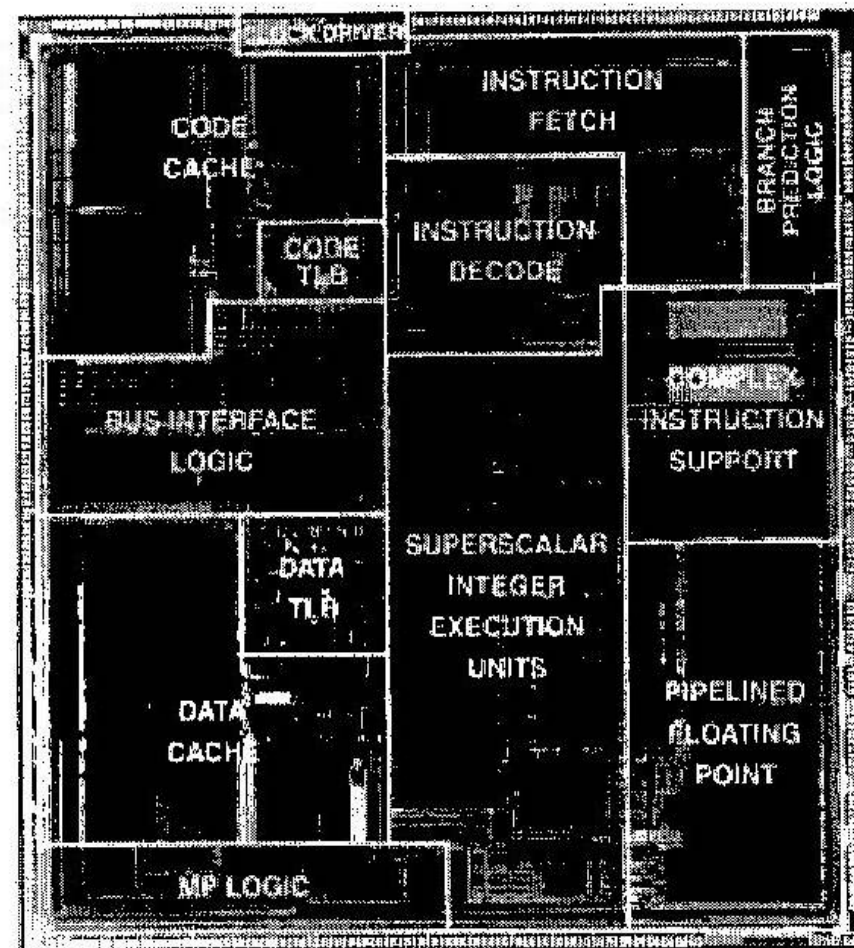 CLOCK DRIVER
CODE
CACHE
INSTRUCTION
FETCH
BRANCH
PREDICTION
LOGIC
CODE
TLB
INSTRUCTION
DECODE
BUS INTERFACE
LOGIC
COMPLEX
INSTRUCTION
SUPPORT
DATA
TLB
SUPERSCALAR
INTEGER
EXECUTION
UNITS
DATA
CACHE
PIPELINED
FLOATING
POINT
MP LOGIC